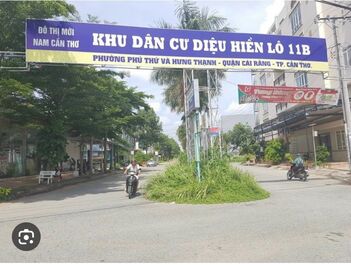 ĐÔ THỊ MỚI
NAM CẦN THƠ
KHU DÂN CƯ DIỆU HIỀN LÔ 11B
PHƯỜNG PHÚ THỨ VÀ HƯNG THẠNH - QUẬN CÁI RĂNG - TP. CẦN THƠ.